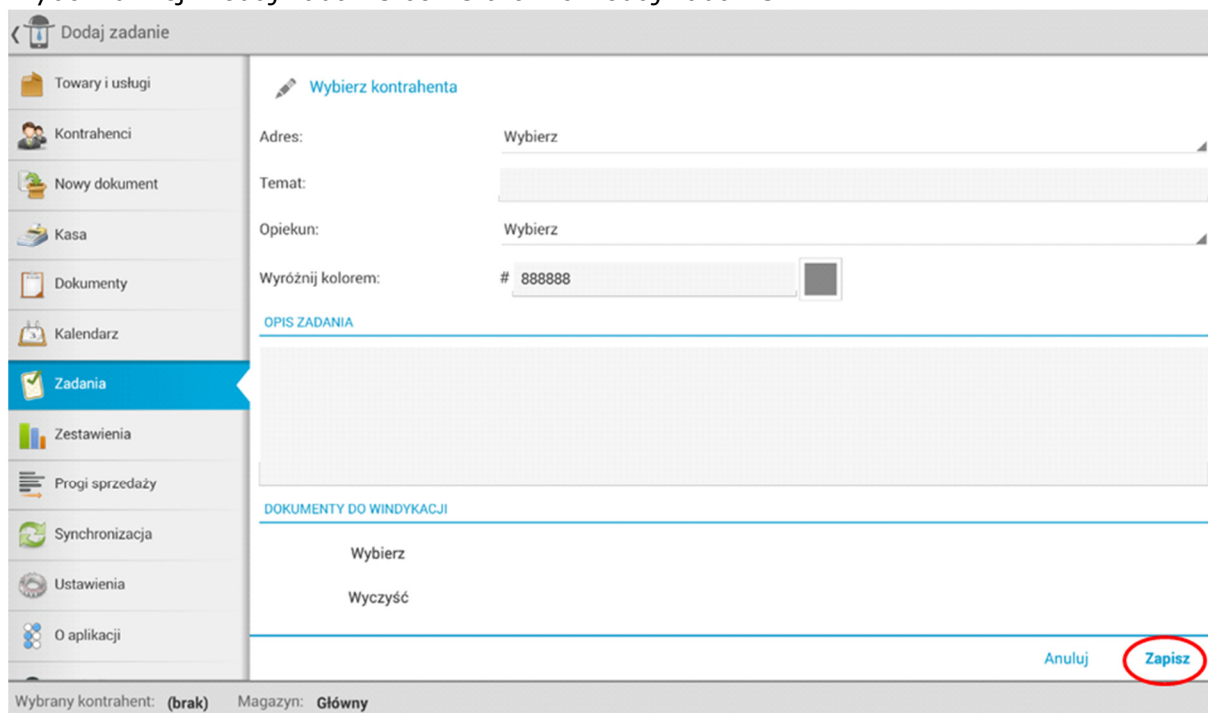 Dodaj zadanie
Towary i usługi
Kontrahenci
Nowy dokument
Kasa
Dokumenty
Kalendarz
Zadania
Zestawienia
Progi sprzedaży
Synchronizacja
Ustawienia
O aplikacji
Wybierz kontrahenta
Adres: Wybierz
Temat:
Opiekun: Wybierz
Wyróżnij kolorem: # 888888
OPIS ZADANIA
DOKUMENTY DO WINDYKACJI
Wybierz
Wyczyść
Anuluj Zapisz
Wybrany kontrahent: (brak) Magazyn: Główny